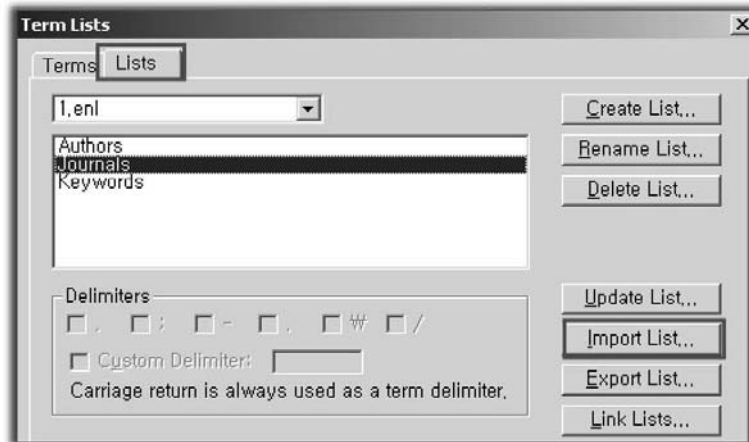 Term Lists
Terms Lists
1,enl
Create List...
Authors
Journals
Keywords
Rename List...
Delete List...
Delimiters
. ; - , ₩ /
Custom Delimiter:
Carriage return is always used as a term delimiter,
Update List...
Import List...
Export List...
Link Lists...